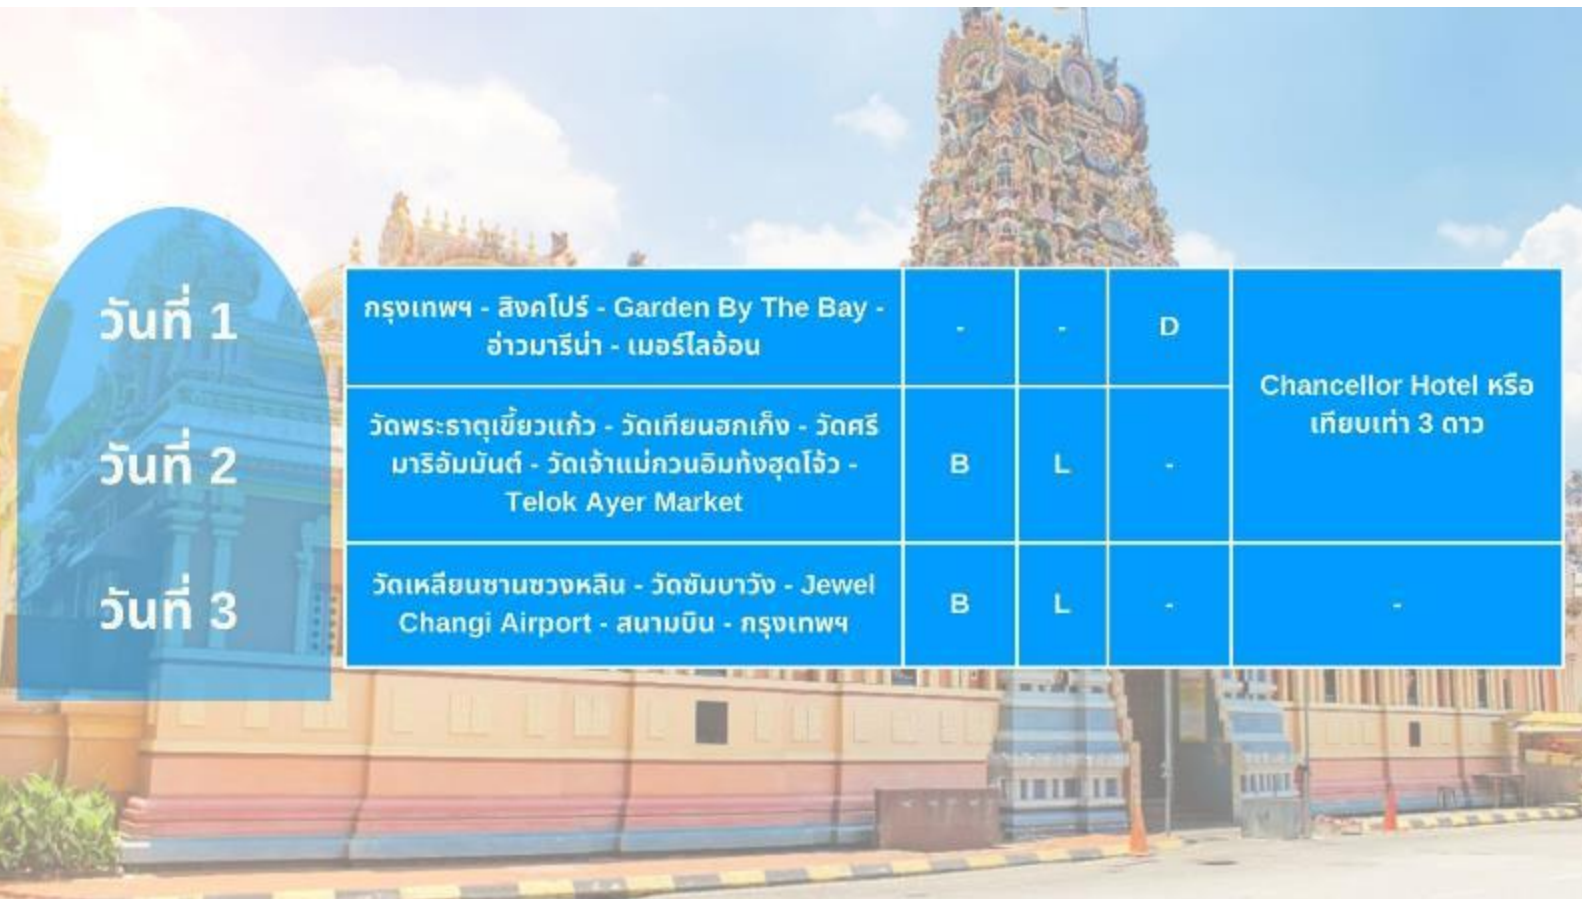 วันที่ 1
กรุงเทพฯ - สิงคโปร์ - Garden By The Bay -
อ่าวมารีน่า - เมอร์ไลอ้อน
-
-
D
Chancellor Hotel หรือ
เทียบเท่า 3 ดาว
วันที่ 2
วัดพระธาตุเขี้ยวแก้ว - วัดเทียนฮกเก็ง - วัดศรี
มาริอัมมันต์ - วัดเจ้าแม่กวนอิมทังฮุดโจ้ว -
Telok Ayer Market
B
L
-
วันที่ 3
วัดเหลียนซานซวงหลิน - วัดซัมบาวัง - Jewel
Changi Airport - สนามบิน - กรุงเทพฯ
B
L
-
-